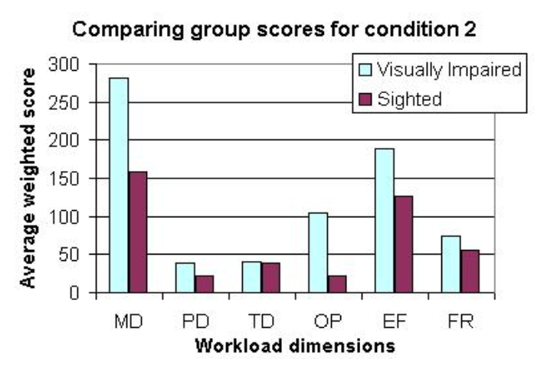 Comparing group scores for condition 2
Visually Impaired
Sighted
Average weighted score
300
250
200
150
100
50
0
MD PD TD OP EF FR
Workload dimensions